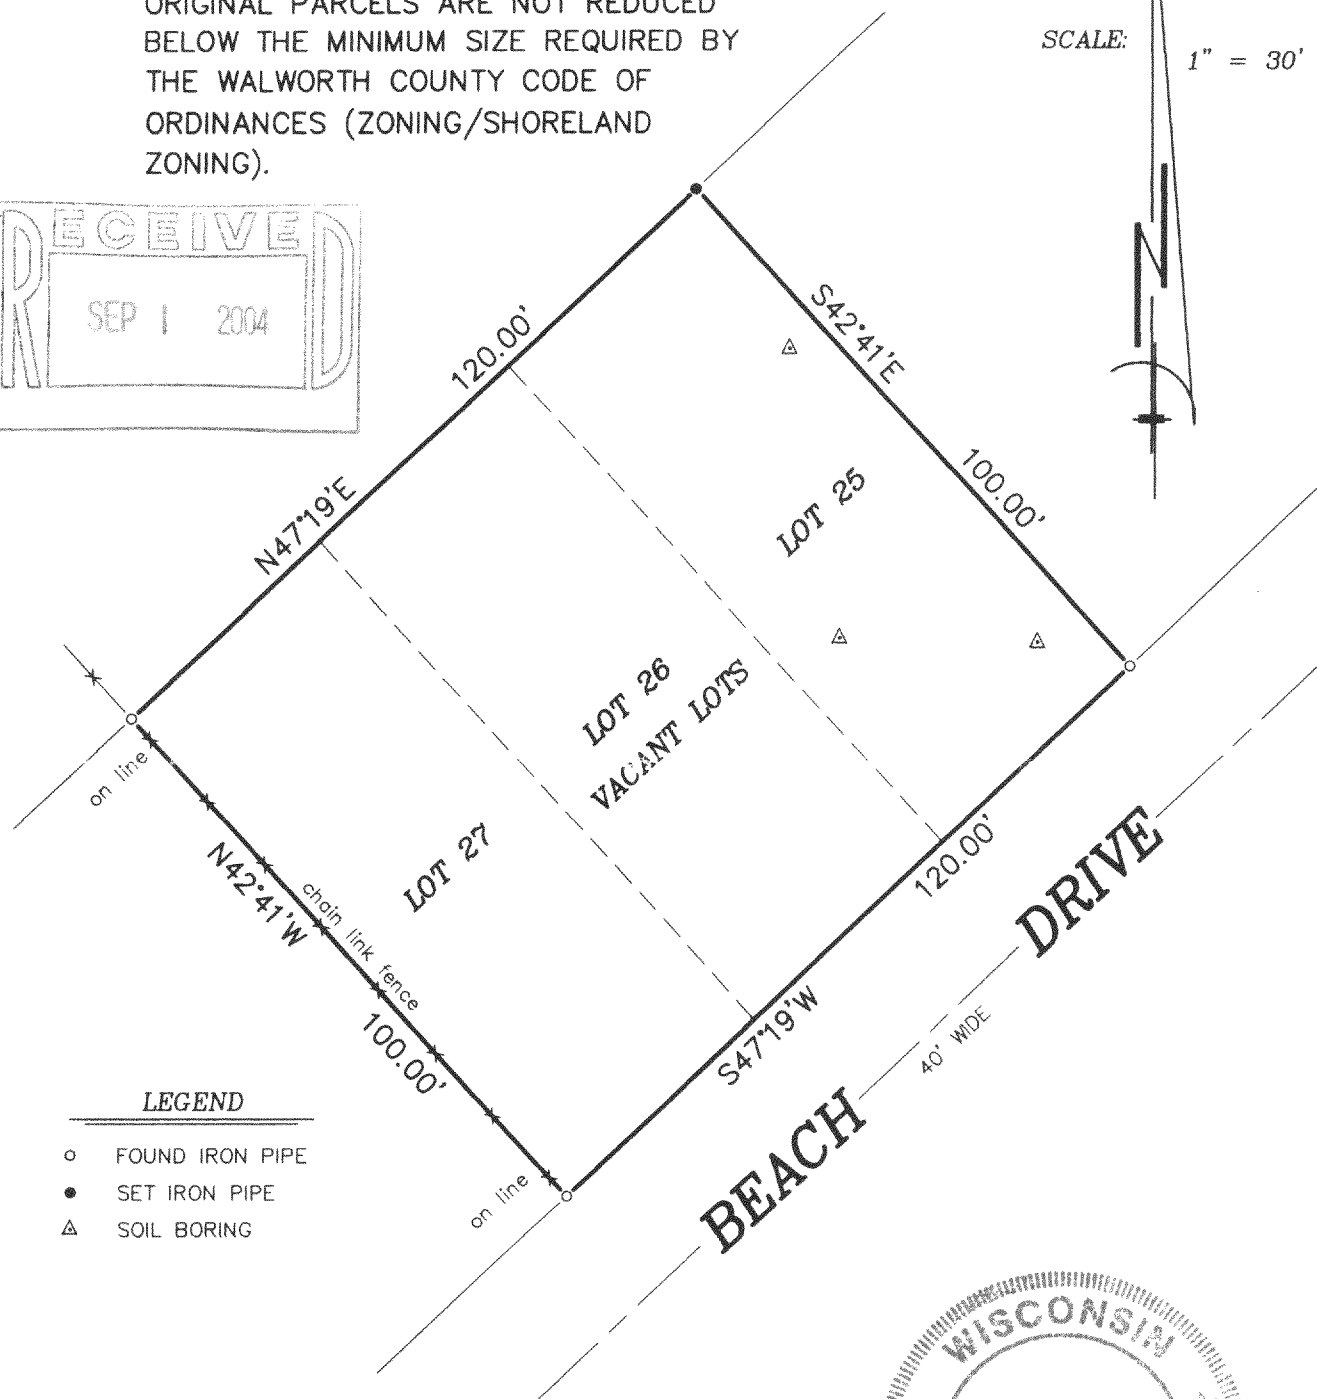 ORIGINAL PARCELS ARE NOT REDUCED
BELOW THE MINIMUM SIZE REQUIRED BY
THE WALWORTH COUNTY CODE OF
ORDINANCES (ZONING/SHORELAND
ZONING).
SCALE:
1" = 30'
N
RECEIVED
SEP 1 2004
120.00'
N47°19'E
S42°41'E
100.00'
LOT 25
LOT 26
VACANT LOTS
LOT 27
on line
N42°41'W
chain link fence
100.00'
on line
120.00'
S47°19'W
BEACH DRIVE
40' WIDE
LEGEND
FOUND IRON PIPE
SET IRON PIPE
SOIL BORING
WISCONSIN